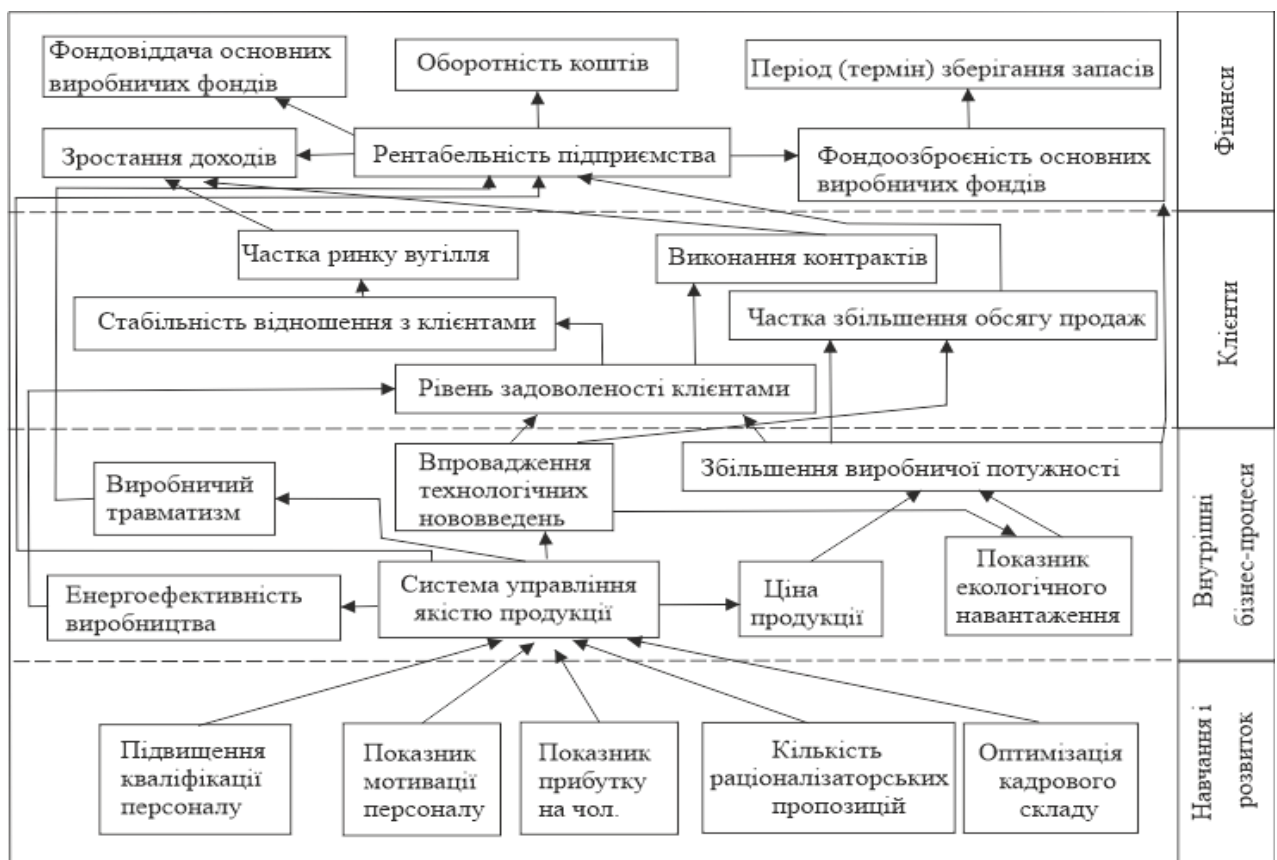 Фондовіддача основних
виробничих фондів
Оборотність коштів
Період (термін) зберігання запасів
Зростання доходів
Рентабельність підприємства
Фондоозброєність основних
виробничих фондів
Фінанси
Частка ринку вугілля
Виконання контрактів
Стабільність відношення з клієнтами
Частка збільшення обсягу продаж
Рівень задоволеності клієнтами
Клієнти
Виробничий
травматизм
Впровадження
технологічних
нововведень
Збільшення виробничої потужності
Енергоефективність
виробництва
Система управління
якістю продукції
Ціна
продукції
Показник
екологічного
навантаження
Внутрішні
бізнес-процеси
Підвищення
кваліфікації
персоналу
Показник
мотивації
персоналу
Показник
прибутку
на чол.
Кількість
раціоналізаторських
пропозицій
Оптимізація
кадрового
складу
Навчання і
розвиток